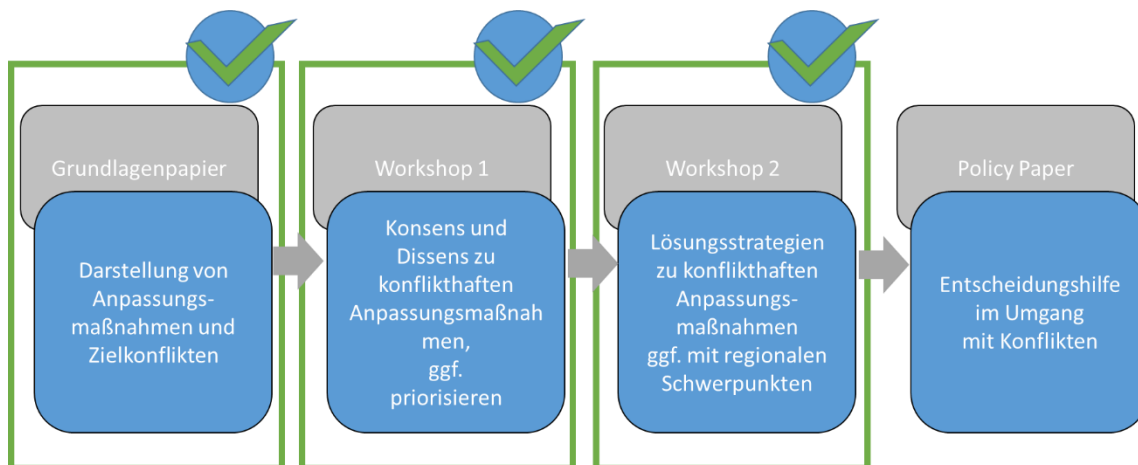 Grundlagenpapier
Darstellung von
Anpassungs-
maßnahmen und
Zielkonflikten
Workshop 1
Konsens und
Dissens zu
konflikthaften
Anpassungsmaßnah
men,
ggf.
priorisieren
Workshop 2
Lösungsstrategien
zu konflikthaften
Anpassungs-
maßnahmen
ggf. mit regionalen
Schwerpunkten
Policy Paper
Entscheidungshilfe
im Umgang
mit Konflikten